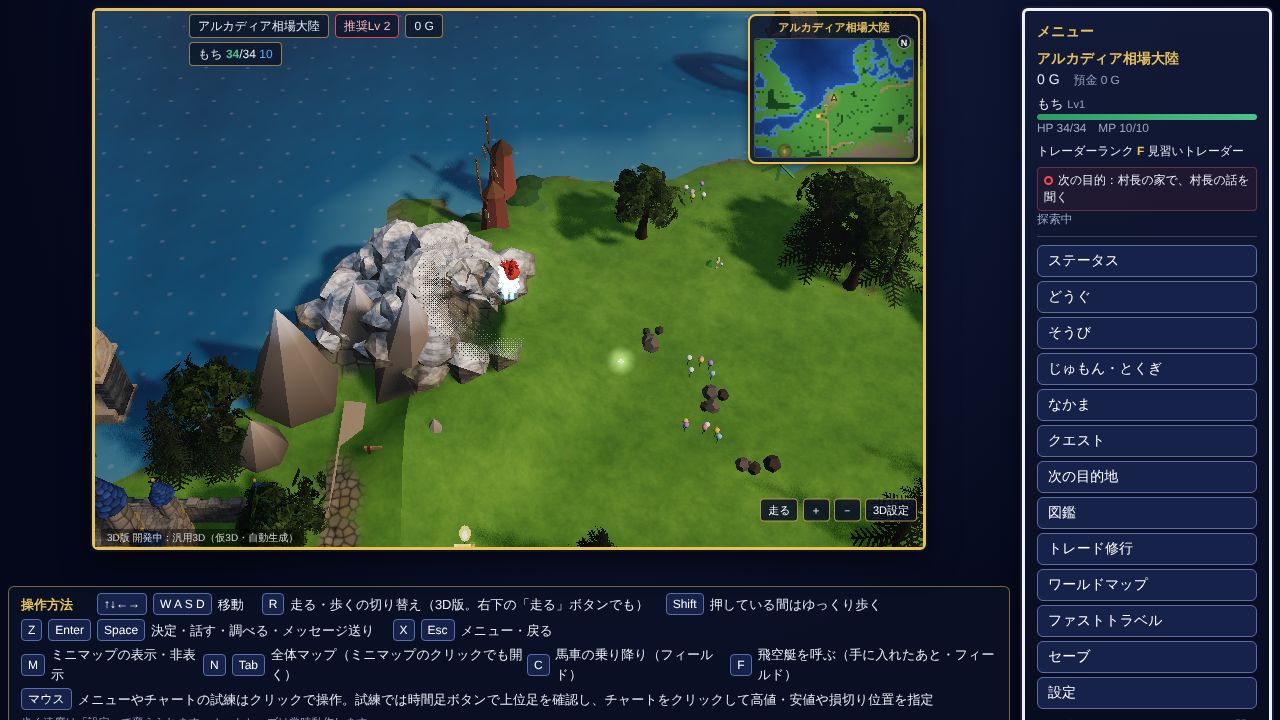 アルカディア相場大陸 推奨Lv 2 0 G
もち 34/34 10
アルカディア相場大陸
N
A
走る + − 3D設定
3D版 開発中：汎用3D（仮3D・自動生成）
メニュー
アルカディア相場大陸
0 G 預金 0 G
もち Lv1
HP 34/34 MP 10/10
トレーダーランク F 見習いトレーダー
次の目的：村長の家で、村長の話を
聞く
探索中
ステータス
どうぐ
そうび
じゅもん・とくぎ
なかま
クエスト
次の目的地
図鑑
トレード修行
ワールドマップ
ファストトラベル
セーブ
設定
操作方法 ↑↓←→ W A S D 移動 R 走る・歩くの切り替え（3D版。右下の「走る」ボタンでも） Shift 押している間はゆっくり歩く
Z Enter Space 決定・話す・調べる・メッセージ送り X Esc メニュー・戻る
M ミニマップの表示・非表示 N Tab 全体マップ（ミニマップのクリックでも開く） C 馬車の乗り降り（フィールド） F 飛空艇を呼ぶ（手に入れたあと・フィールド）
マウス メニューやチャートの試練はクリックで操作。試練では時間足ボタンで上位足を確認し、チャートをクリックして高値・安値や損切り位置を指定